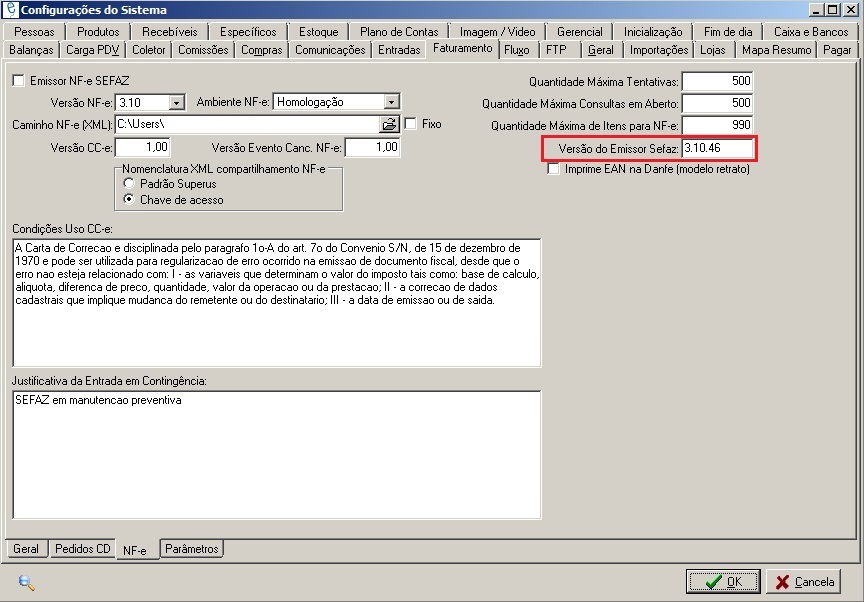 Configurações do Sistema
Pessoas Produtos Recebíveis Específicos Estoque Plano de Contas Imagem / Vídeo Gerencial Inicialização Fim de dia Caixa e Bancos
Balanças Carga PDV Coletor Comissões Compras Comunicações Entradas Faturamento Fluxo FTP Geral Importações Lojas Mapa Resumo Pagar
Emissor NF-e SEFAZ
Versão NF-e: 3.10 Ambiente NF-e: Homologação
Caminho NF-e (XML): C:\Users\ Fixo
Versão CC-e: 1,00 Versão Evento Canc. NF-e: 1,00
Nomenclatura XML compartilhamento NF-e
Padrão Superus
Chave de acesso
Quantidade Máxima Tentativas: 500
Quantidade Máxima Consultas em Aberto: 500
Quantidade Máxima de Itens para NF-e: 990
Versão do Emissor Sefaz: 3.10.46
Imprime EAN na Danfe (modelo retrato)
Condições Uso CC-e:
A Carta de Correcao e disciplinada pelo paragrafo 1o-A do art. 7o do Convenio S/N, de 15 de dezembro de
1970 e pode ser utilizada para regularizacao de erro ocorrido na emissao de documento fiscal, desde que o
erro nao esteja relacionado com: I - as variaveis que determinam o valor do imposto tais como: base de calculo,
aliquota, diferenca de preco, quantidade, valor da operacao ou da prestacao; II - a correcao de dados
cadastrais que implique mudanca do remetente ou do destinatario; III - a data de emissao ou de saida.
Justificativa da Entrada em Contingência:
SEFAZ em manutencao preventiva
Geral Pedidos CD NF-e Parâmetros
OK Cancela